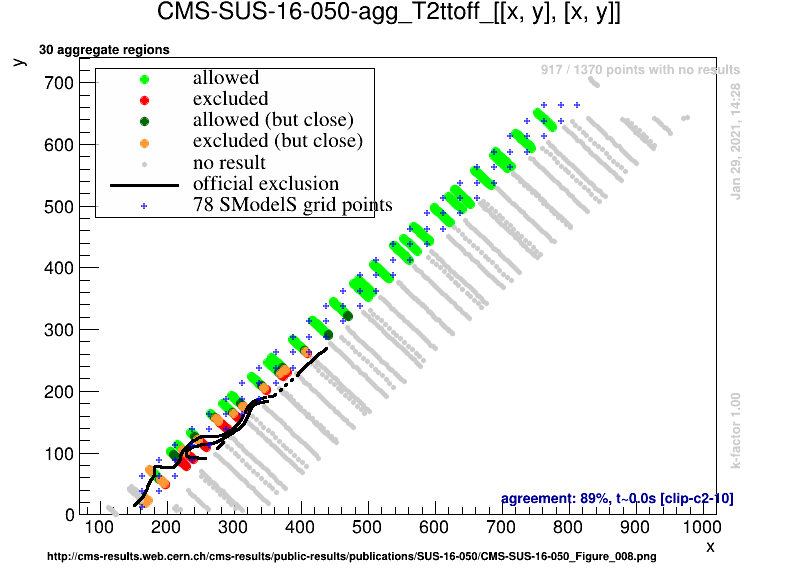 CMS-SUS-16-050-agg_T2ttoff_[[x, y], [x, y]]
30 aggregate regions
y
917 / 1370 points with no results
allowed
excluded
allowed (but close)
excluded (but close)
no result
official exclusion
78 SModelS grid points
Jan 29, 2021, 14:28
k-factor 1.00
700
600
500
400
300
200
100
0
agreement: 89%, t~0.0s [clip-c2-10]
100 200 300 400 500 600 700 800 900 1000
x
http://cms-results.web.cern.ch/cms-results/public-results/publications/SUS-16-050/CMS-SUS-16-050_Figure_008.png